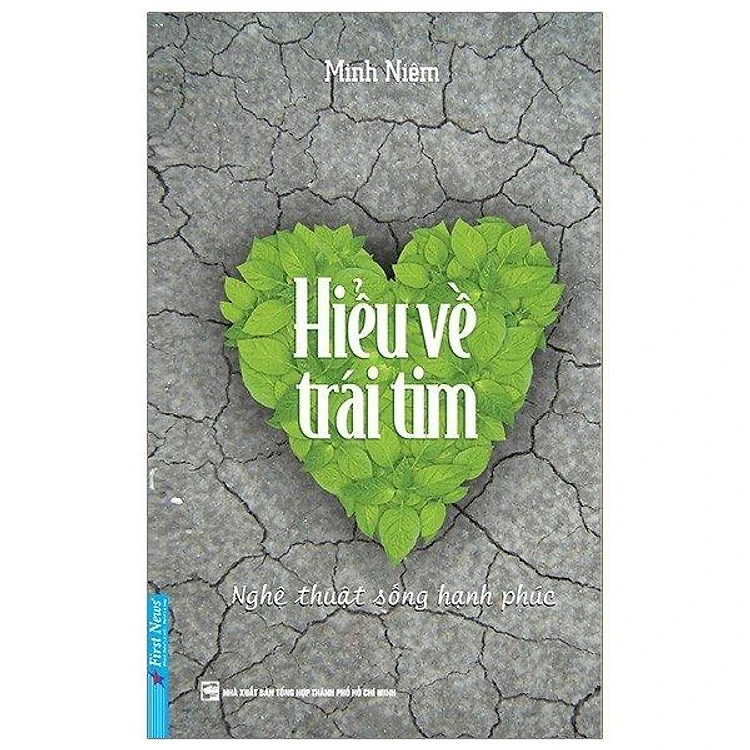 Minh Niệm
Hiểu về
trái tim
Nghệ thuật sống hạnh phúc
First News
NHÀ XUẤT BẢN TỔNG HỢP THÀNH PHỐ HỒ CHÍ MINH